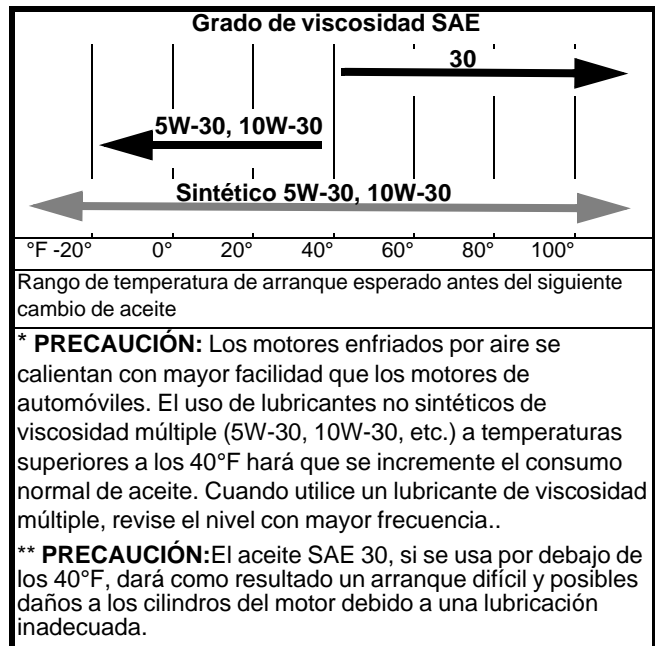 Grado de viscosidad SAE
30
5W-30, 10W-30
Sintético 5W-30, 10W-30
°F -20° 0° 20° 40° 60° 80° 100°
Rango de temperatura de arranque esperado antes del siguiente
cambio de aceite
* PRECAUCIÓN: Los motores enfriados por aire se
calientan con mayor facilidad que los motores de
automóviles. El uso de lubricantes no sintéticos de
viscosidad múltiple (5W-30, 10W-30, etc.) a temperaturas
superiores a los 40°F hará que se incremente el consumo
normal de aceite. Cuando utilice un lubricante de viscosidad
múltiple, revise el nivel con mayor frecuencia..
** PRECAUCIÓN:El aceite SAE 30, si se usa por debajo de
los 40°F, dará como resultado un arranque difícil y posibles
daños a los cilindros del motor debido a una lubricación
inadecuada.